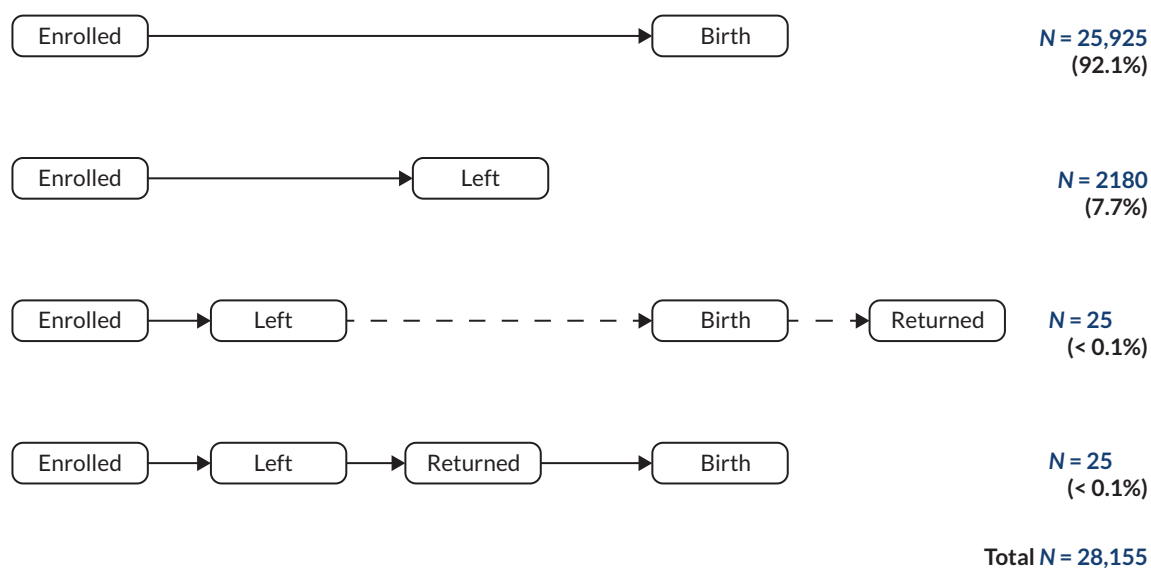 Enrolled Birth N = 25,925
(92.1%)
Enrolled Left N = 2180
(7.7%)
Enrolled Left Birth Returned N = 25
(< 0.1%)
Enrolled Left Returned Birth N = 25
(< 0.1%)
Total N = 28,155